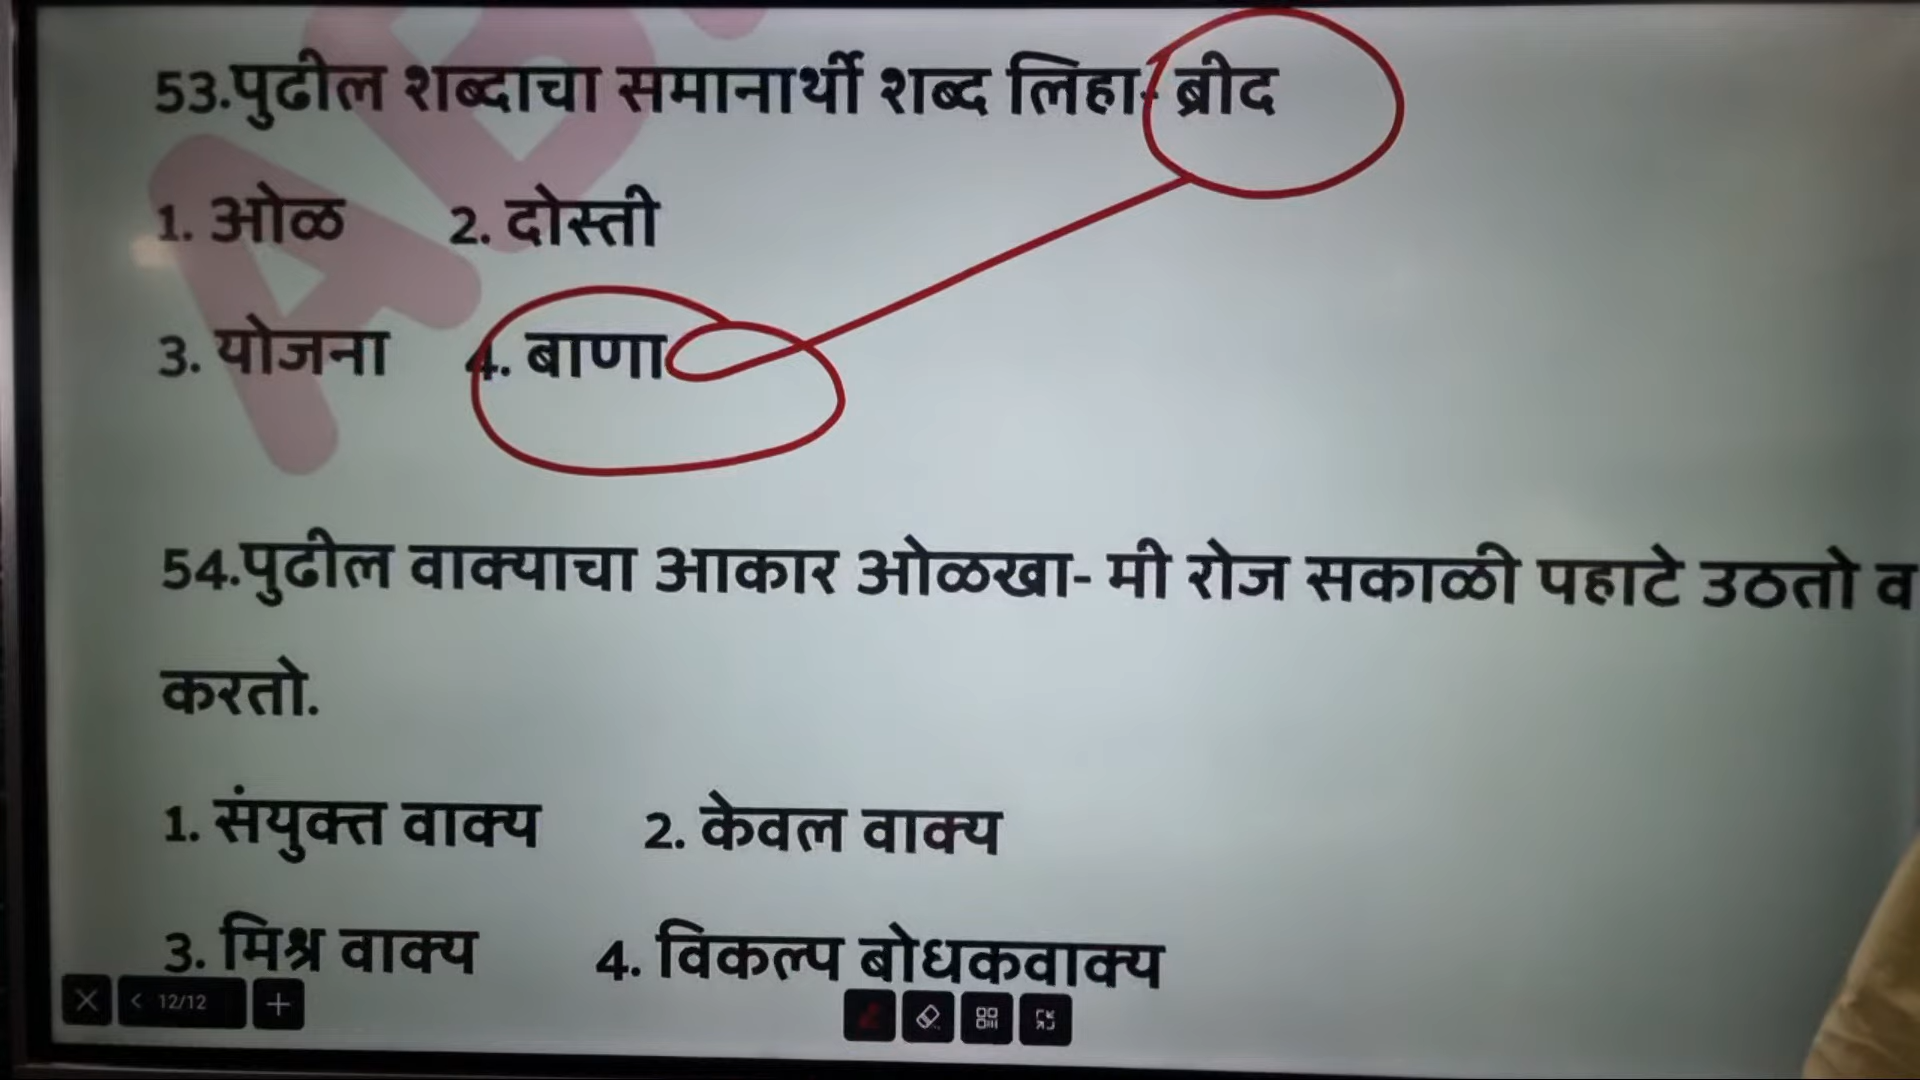 53.पुढील शब्दाचा समानार्थी शब्द लिहा- ब्रीद
1. ओळ 2. दोस्ती
3. योजना 4. बाणा
54.पुढील वाक्याचा आकार ओळखा- मी रोज सकाळी पहाटे उठतो व
करतो.
1. संयुक्त वाक्य 2. केवल वाक्य
3. मिश्र वाक्य 4. विकल्प बोधकवाक्य
12/12